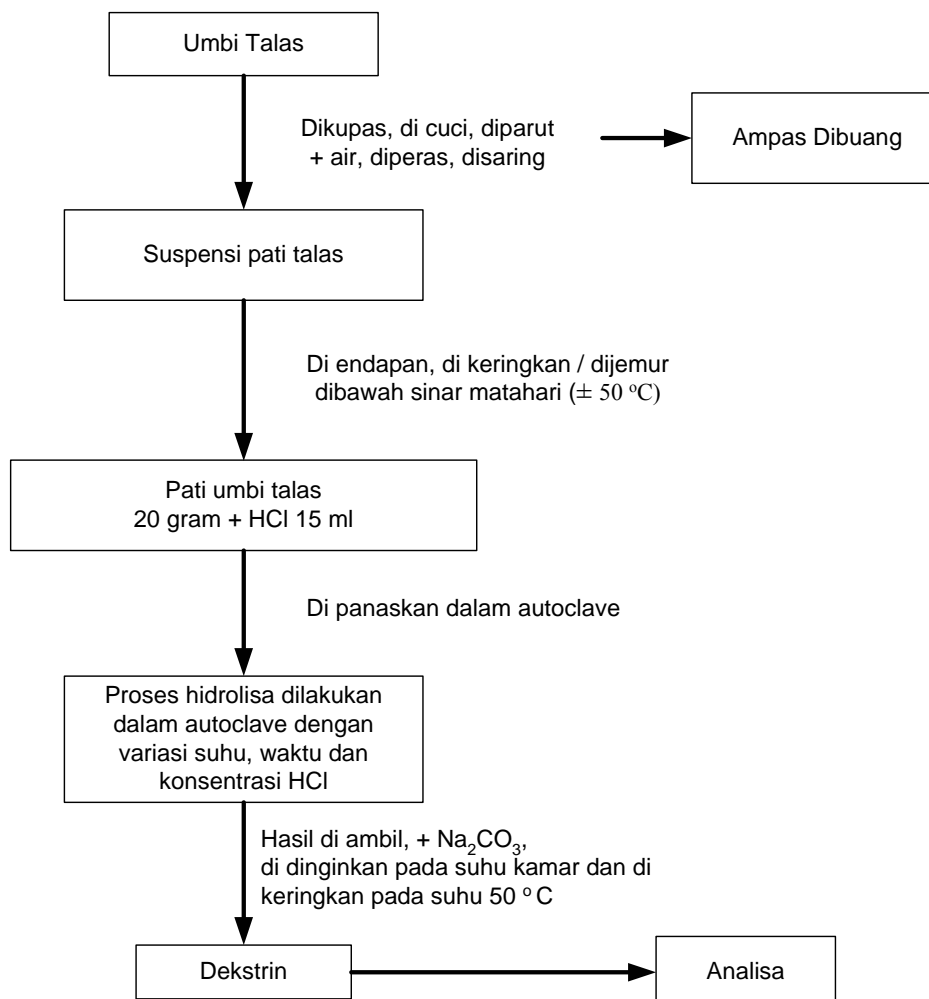 Umbi Talas
Dikupas, di cuci, diparut
+ air, diperas, disaring
Ampas Dibuang
Suspensi pati talas
Di endapan, di keringkan / dijemur
dibawah sinar matahari (± 50 ºC)
Pati umbi talas
20 gram + HCl 15 ml
Di panaskan dalam autoclave
Proses hidrolisa dilakukan
dalam autoclave dengan
variasi suhu, waktu dan
konsentrasi HCl
Hasil di ambil, + Na₂CO₃,
di dinginkan pada suhu kamar dan di
keringkan pada suhu 50 º C
Dekstrin
Analisa